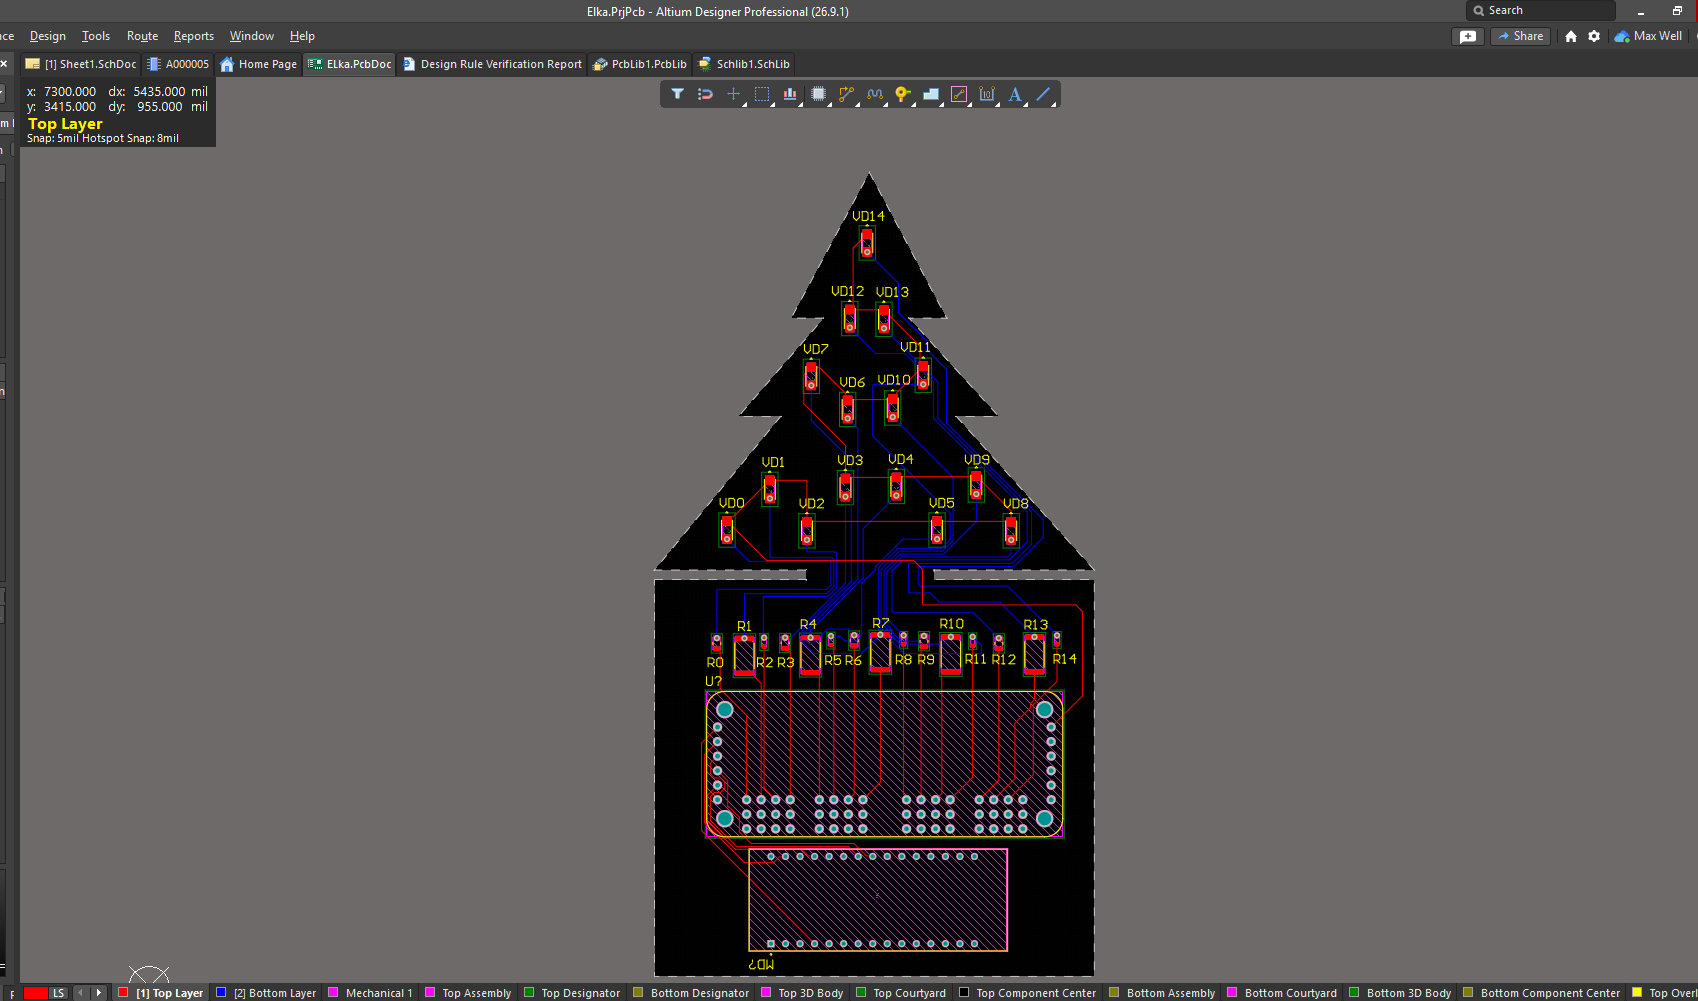 Elka.PrjPcb - Altium Designer Professional (26.9.1)
Search
nce Design Tools Route Reports Window Help
Share
Max Well
[1] Sheet1.SchDoc
A000005
Home Page
ELka.PcbDoc
Design Rule Verification Report
PcbLib1.PcbLib
Schlib1.SchLib
x: 7300.000 dx: 5435.000 mil
y: 3415.000 dy: 955.000 mil
Top Layer
Snap: 5mil Hotspot Snap: 8mil
VD14
VD12 VD13
VD7 VD11
VD6 VD10
VD1 VD3 VD4 VD9
VD0 VD2 VD5 VD8
R1 R4 R7 R10 R13
R0 R2 R3 R5 R6 R8 R9 R11 R12 R14
U?
MD?
LS
[1] Top Layer
[2] Bottom Layer
Mechanical 1
Top Assembly
Top Designator
Bottom Designator
Top 3D Body
Top Courtyard
Top Component Center
Bottom Assembly
Bottom Courtyard
Bottom 3D Body
Bottom Component Center
Top Overl